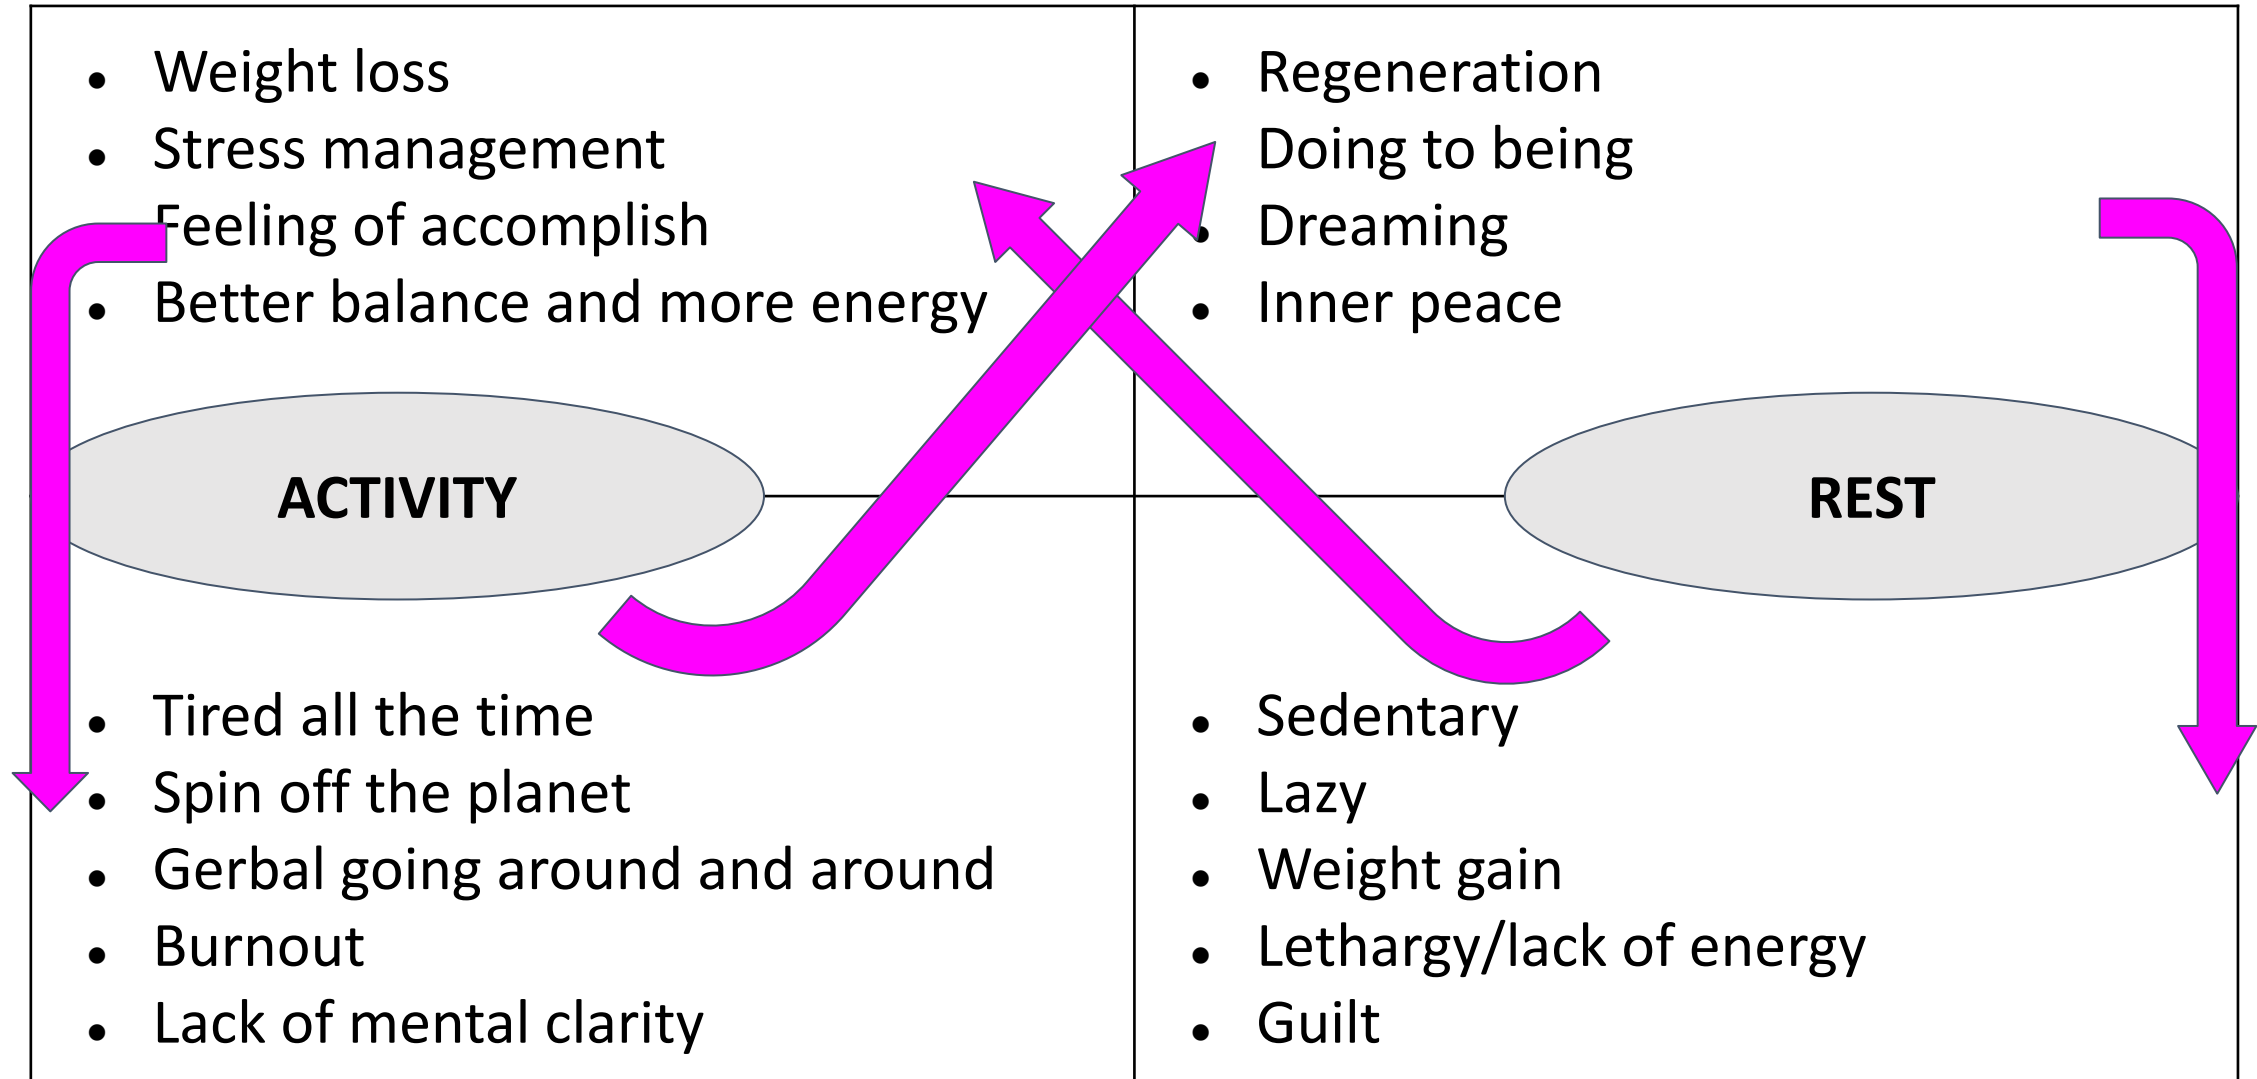 • Weight loss
• Stress management
Feeling of accomplish
• Better balance and more energy
• Regeneration
Doing to being
• Dreaming
• Inner peace
ACTIVITY
REST
• Tired all the time
• Spin off the planet
• Gerbal going around and around
• Burnout
• Lack of mental clarity
• Sedentary
• Lazy
• Weight gain
• Lethargy/lack of energy
• Guilt